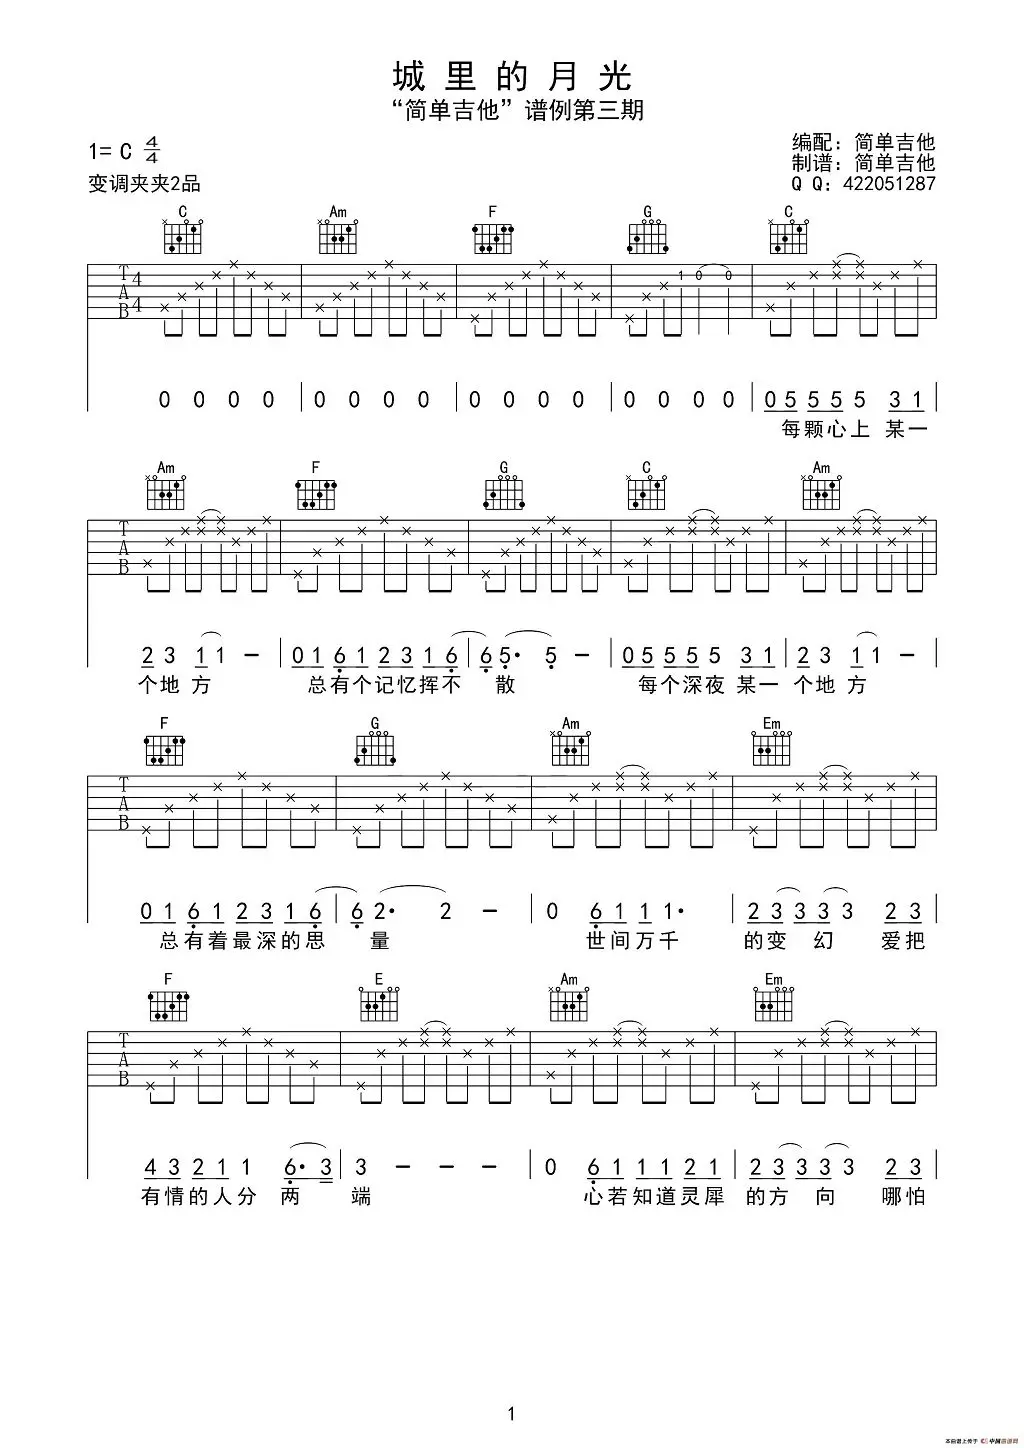 城里的月光
“简单吉他”谱例第三期
1= C 4/4
编配：简单吉他
制谱：简单吉他
变调夹夹2品
Q Q：422051287
C Am F G C
T 4
A 4
B
1 0 0
0 0 0 0 0 0 0 0 0 0 0 0 0 0 0 0 0 5 5 5 5 3 1
每颗心上 某一
Am F G C Am
T
A
B
2 3 1 1 - 0 1 6 1 2 3 1 6 6 5· 5 - 0 5 5 5 5 3 1 2 3 1 1 -
个地方 总有个记忆挥不 散 每个深夜 某一 个地方
F G Am Em
T
A
B
0 1 6 1 2 3 1 6 6 2· 2 - 0 6 1 1 1· 2 3 3 3 3 2 3
总有着最深的思 量 世间万千 的变 幻 爱把
F E Am Em
T
A
B
4 3 2 1 1 6· 3 3 - - - 0 6 1 1 1 2 1 2 3 3 3 3 2 3
有情的人分 两 端 心若知道灵犀 的方 向 哪怕
1